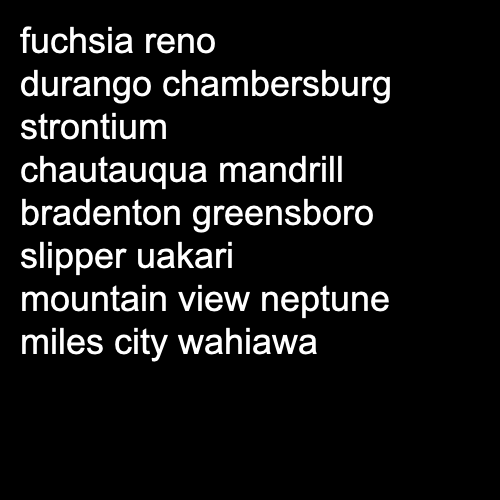 fuchsia reno
durango chambersburg
strontium
chautauqua mandrill
bradenton greensboro
slipper uakari
mountain view neptune
miles city wahiawa